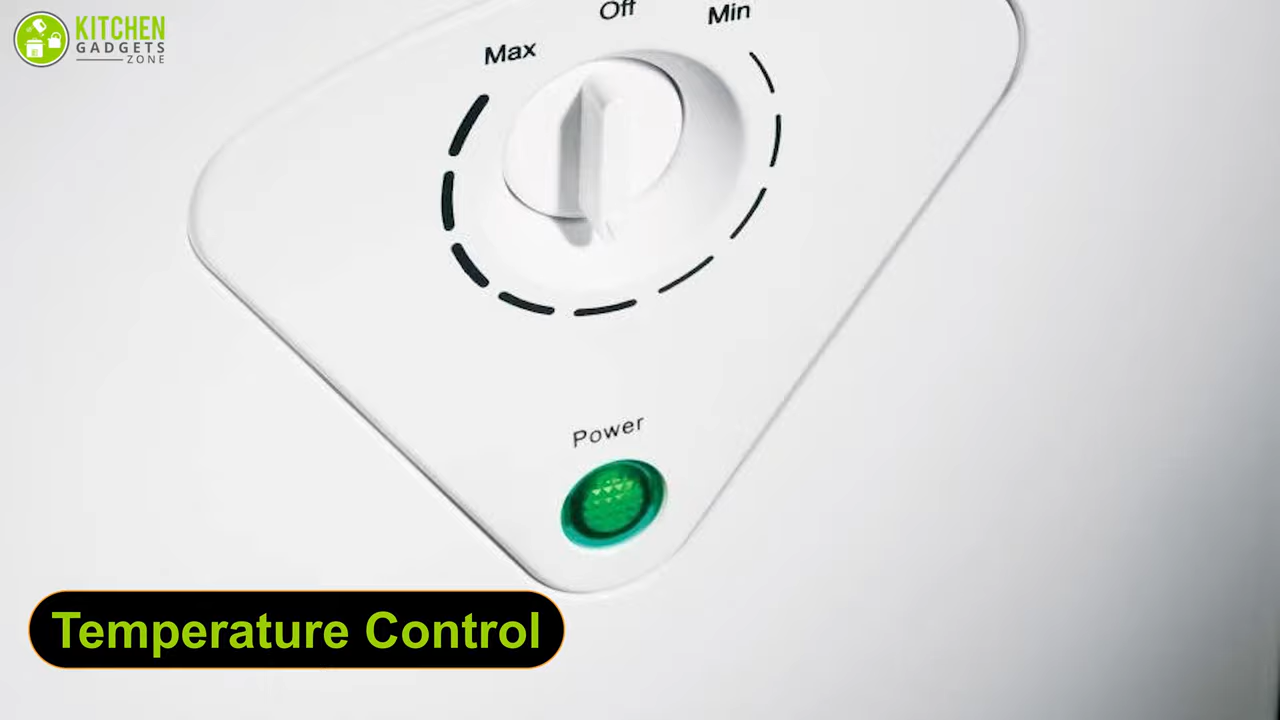 KITCHEN
GADGETS
ZONE
Off
Min
Max
Power
Temperature Control